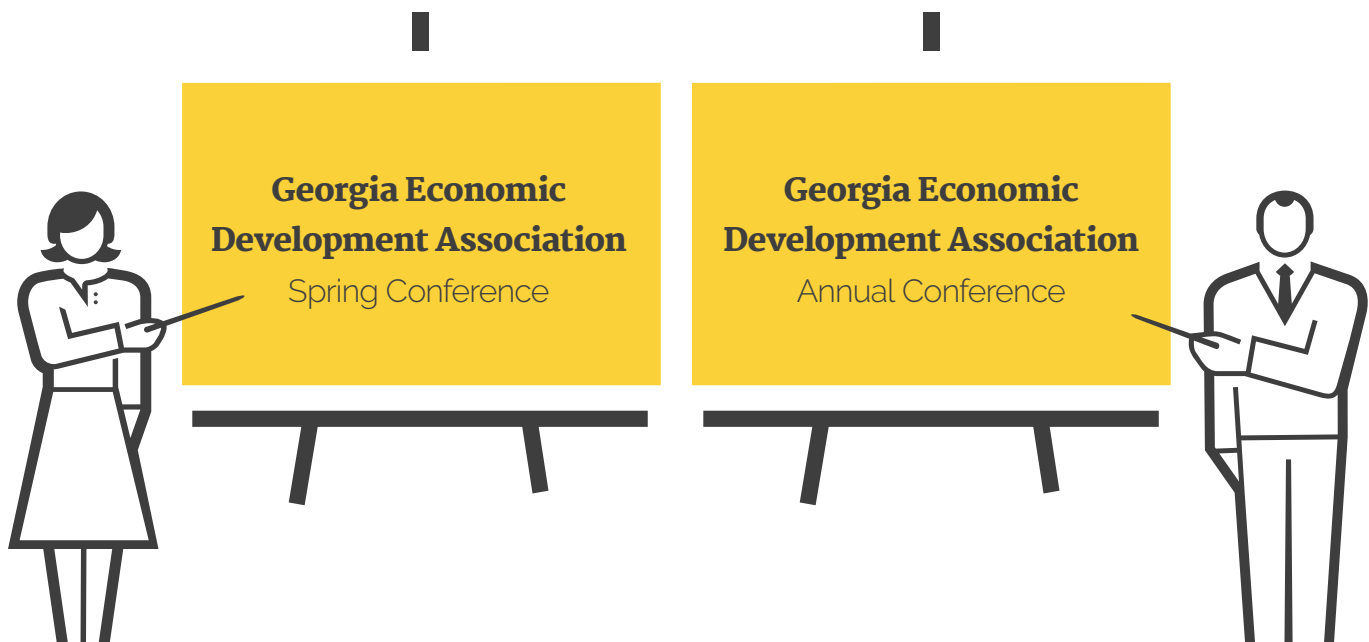 Georgia Economic
Development Association
Spring Conference
Georgia Economic
Development Association
Annual Conference